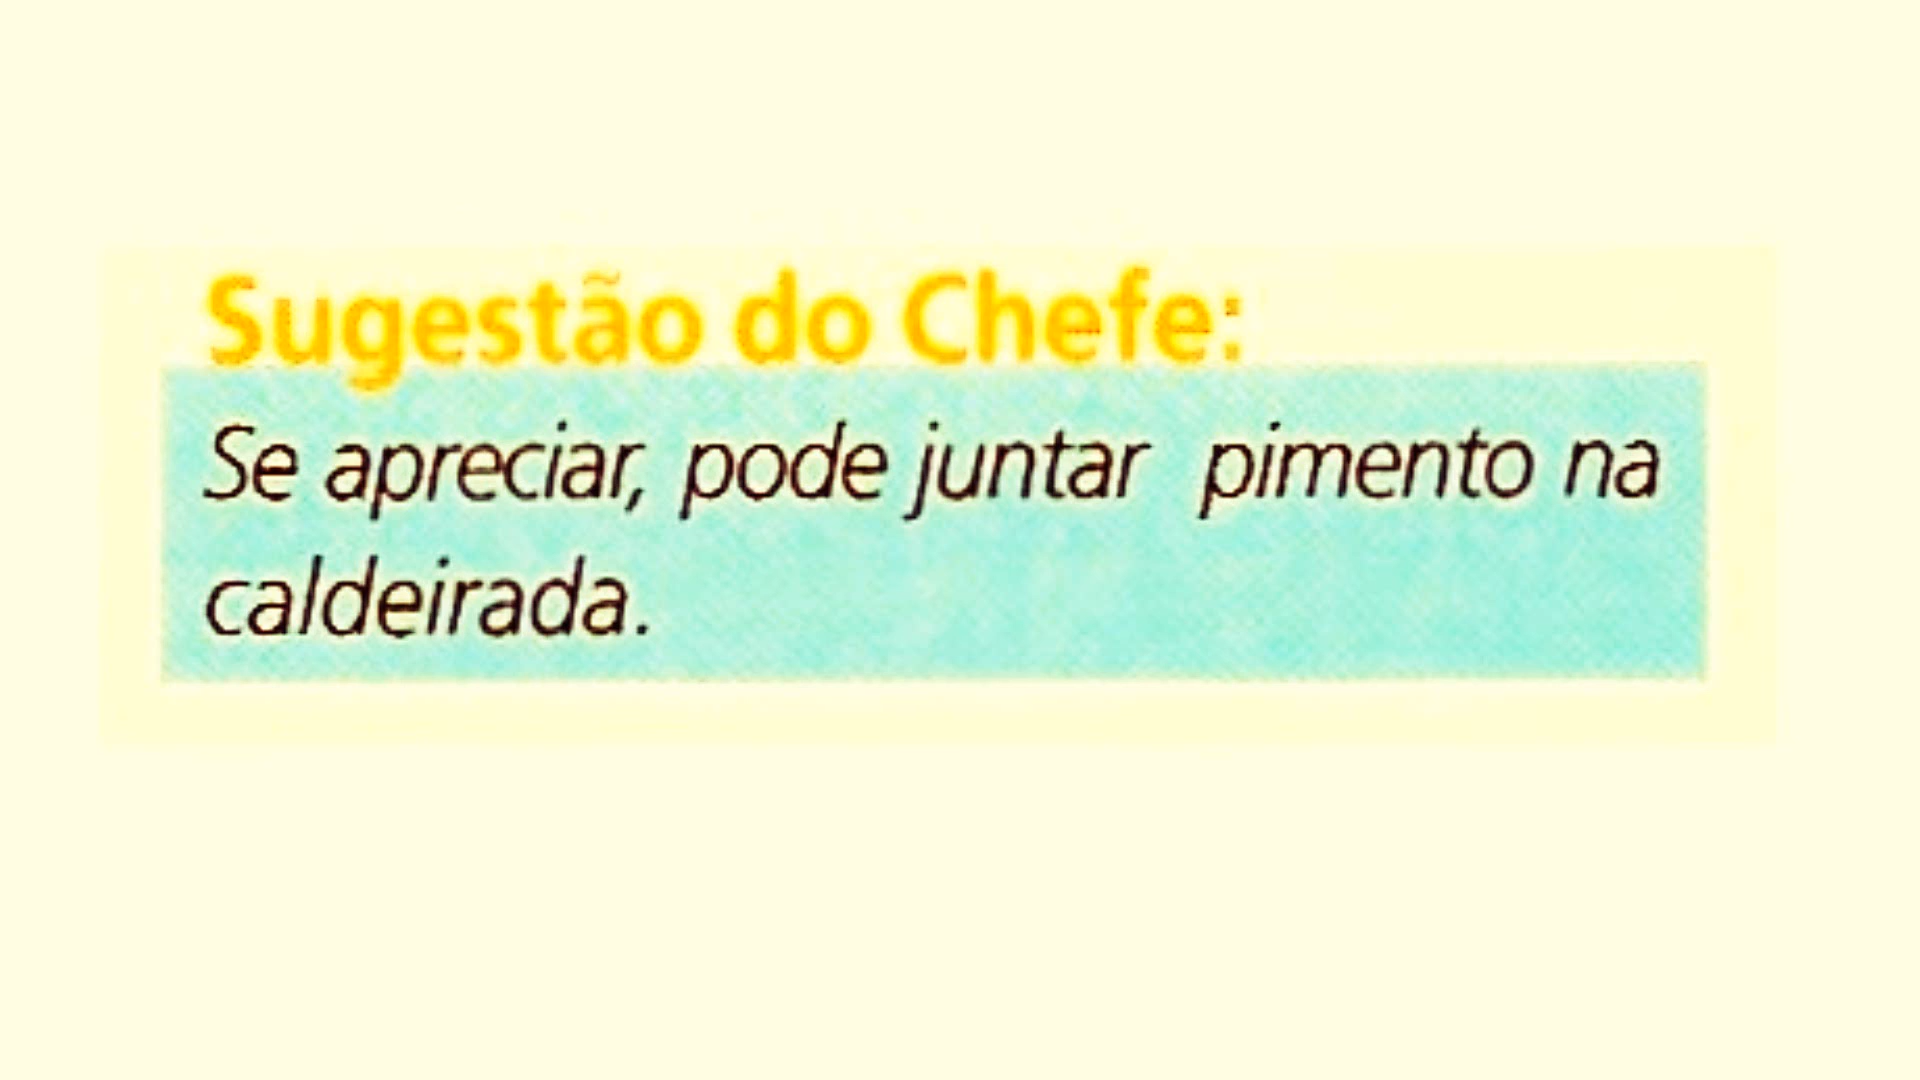 Sugestão do Chefe:
Se apreciar, pode juntar pimento na
caldeirada.